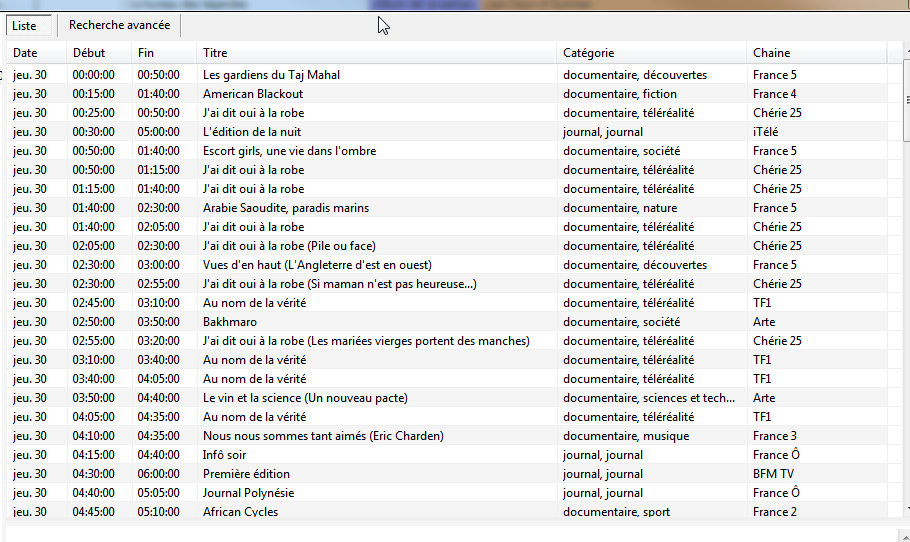 Liste Recherche avancée
Date Début Fin Titre Catégorie Chaine
jeu. 30 00:00:00 00:50:00 Les gardiens du Taj Mahal documentaire, découvertes France 5
jeu. 30 00:15:00 01:40:00 American Blackout documentaire, fiction France 4
jeu. 30 00:25:00 00:50:00 J'ai dit oui à la robe documentaire, téléréalité Chérie 25
jeu. 30 00:30:00 05:00:00 L'édition de la nuit journal, journal iTélé
jeu. 30 00:50:00 01:40:00 Escort girls, une vie dans l'ombre documentaire, société France 5
jeu. 30 00:50:00 01:15:00 J'ai dit oui à la robe documentaire, téléréalité Chérie 25
jeu. 30 01:15:00 01:40:00 J'ai dit oui à la robe documentaire, téléréalité Chérie 25
jeu. 30 01:40:00 02:30:00 Arabie Saoudite, paradis marins documentaire, nature France 5
jeu. 30 01:40:00 02:05:00 J'ai dit oui à la robe documentaire, téléréalité Chérie 25
jeu. 30 02:05:00 02:30:00 J'ai dit oui à la robe (Pile ou face) documentaire, téléréalité Chérie 25
jeu. 30 02:30:00 03:00:00 Vues d'en haut (L'Angleterre d'est en ouest) documentaire, découvertes France 5
jeu. 30 02:30:00 02:55:00 J'ai dit oui à la robe (Si maman n'est pas heureuse...) documentaire, téléréalité Chérie 25
jeu. 30 02:45:00 03:10:00 Au nom de la vérité documentaire, téléréalité TF1
jeu. 30 02:50:00 03:50:00 Bakhmaro documentaire, société Arte
jeu. 30 02:55:00 03:20:00 J'ai dit oui à la robe (Les mariées vierges portent des manches) documentaire, téléréalité Chérie 25
jeu. 30 03:10:00 03:40:00 Au nom de la vérité documentaire, téléréalité TF1
jeu. 30 03:40:00 04:05:00 Au nom de la vérité documentaire, téléréalité TF1
jeu. 30 03:50:00 04:40:00 Le vin et la science (Un nouveau pacte) documentaire, sciences et tech... Arte
jeu. 30 04:05:00 04:35:00 Au nom de la vérité documentaire, téléréalité TF1
jeu. 30 04:10:00 04:35:00 Nous nous sommes tant aimés (Eric Charden) documentaire, musique France 3
jeu. 30 04:15:00 04:40:00 Infô soir journal, journal France Ô
jeu. 30 04:30:00 06:00:00 Première édition journal, journal BFM TV
jeu. 30 04:40:00 05:05:00 Journal Polynésie journal, journal France Ô
jeu. 30 04:45:00 05:10:00 African Cycles documentaire, sport France 2